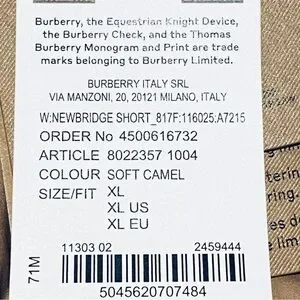 Burberry, the Equestrian Knight Device,
the Burberry Check, and the Thomas
Burberry Monogram and Print are trade
marks belonging to Burberry Limited.
BURBERRY ITALY SRL
VIA MANZONI, 20, 20121 MILANO, ITALY
W:NEWBRIDGE SHORT_817F:116025:A7215
ORDER No 4500616732
ARTICLE 8022357 1004
COLOUR SOFT CAMEL
SIZE/FIT XL
XL US
XL EU
71M
11303 02 2459444
5045620707484